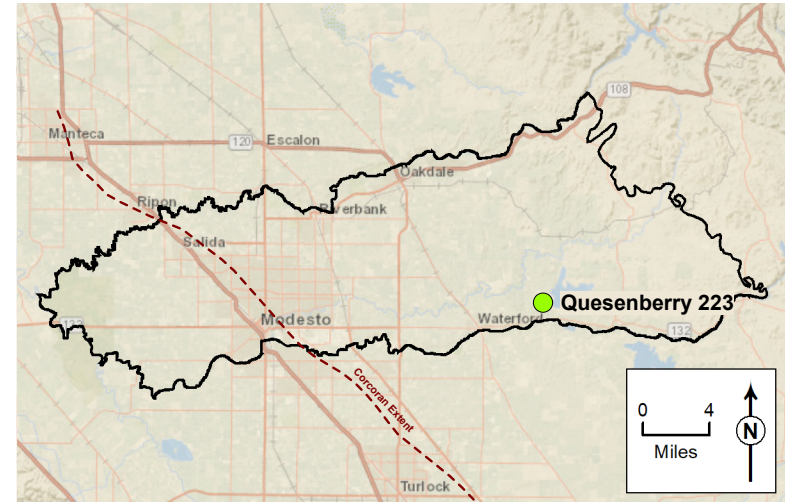 108
Manteca
120
Escalon
Oakdale
Ripon
Riverbank
Salida
Quesenberry 223
132
Modesto
Waterford
132
Corcoran Extent
0 4
Miles
N
Turlock